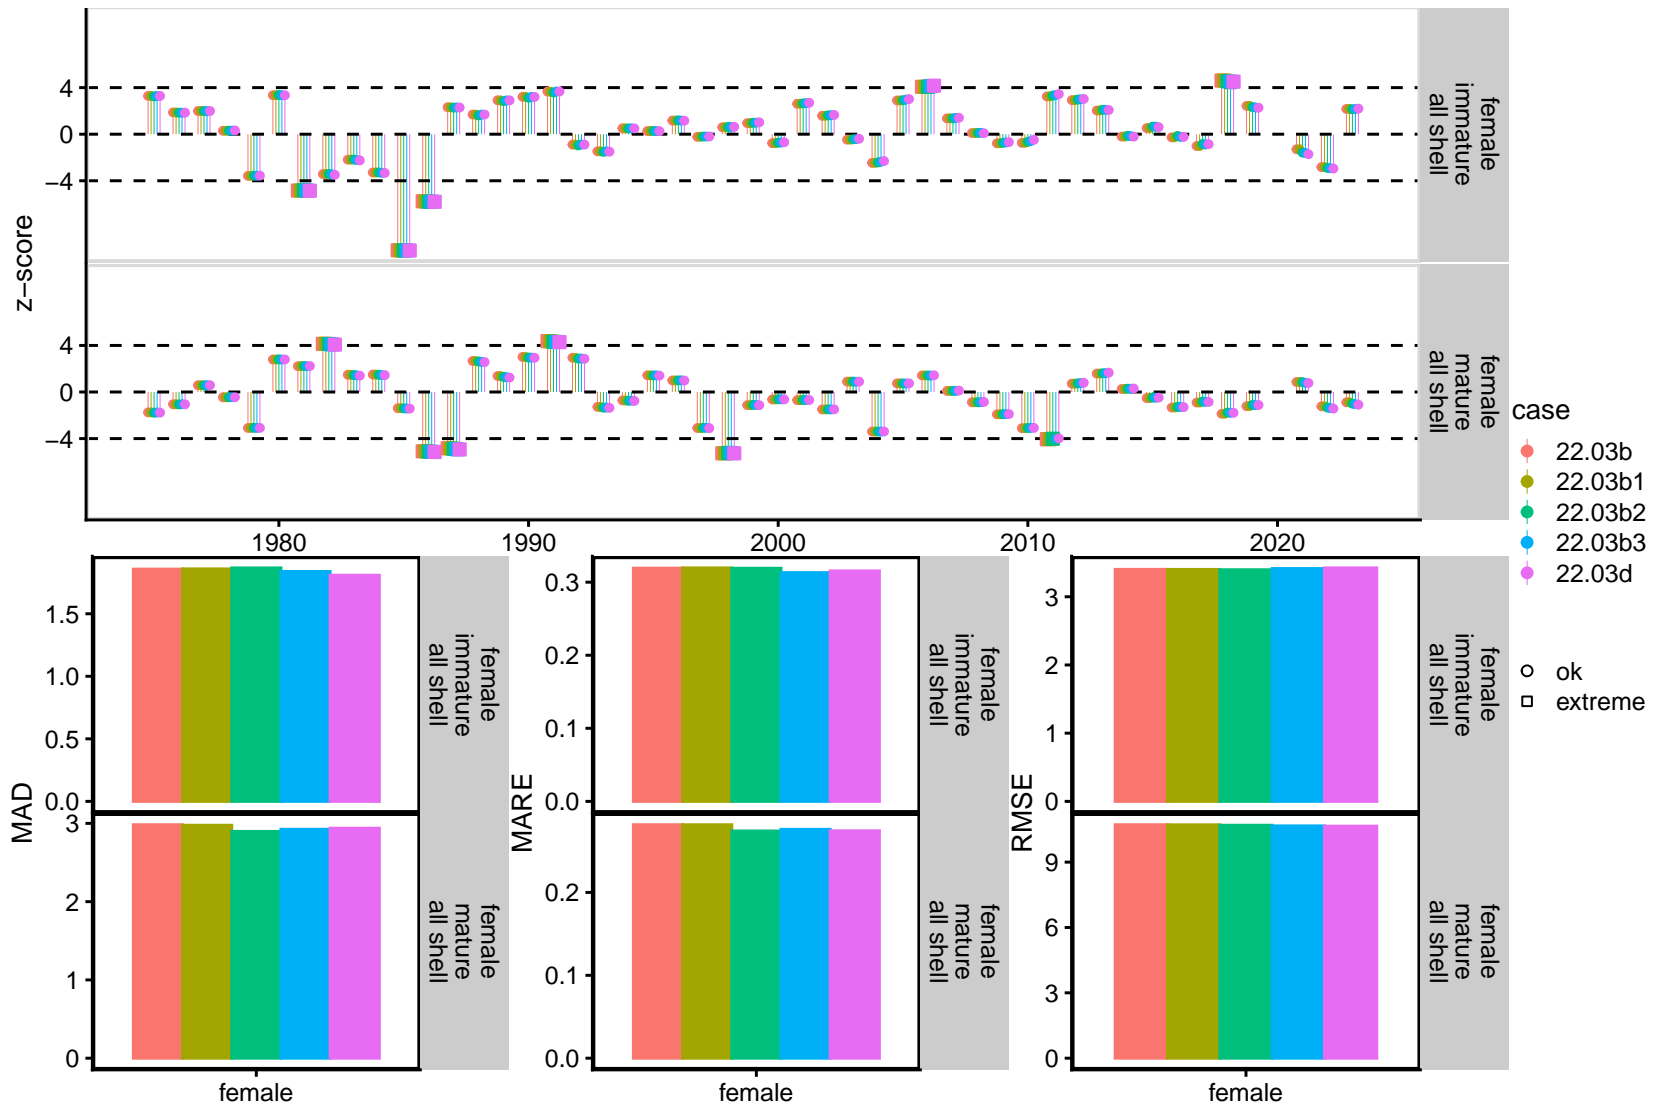 z−score
4
0
−4
female
immature
all shell
4
0
−4
female
mature
all shell
1980
1990
2000
2010
2020
case
22.03b
22.03b1
22.03b2
22.03b3
22.03d
ok
extreme
MAD
1.5
1.0
0.5
0.0
female
immature
all shell
3
2
1
0
female
mature
all shell
female
MARE
0.3
0.2
0.1
0.0
female
immature
all shell
0.2
0.1
0.0
female
mature
all shell
female
RMSE
3
2
1
0
female
immature
all shell
9
6
3
0
female
mature
all shell
female